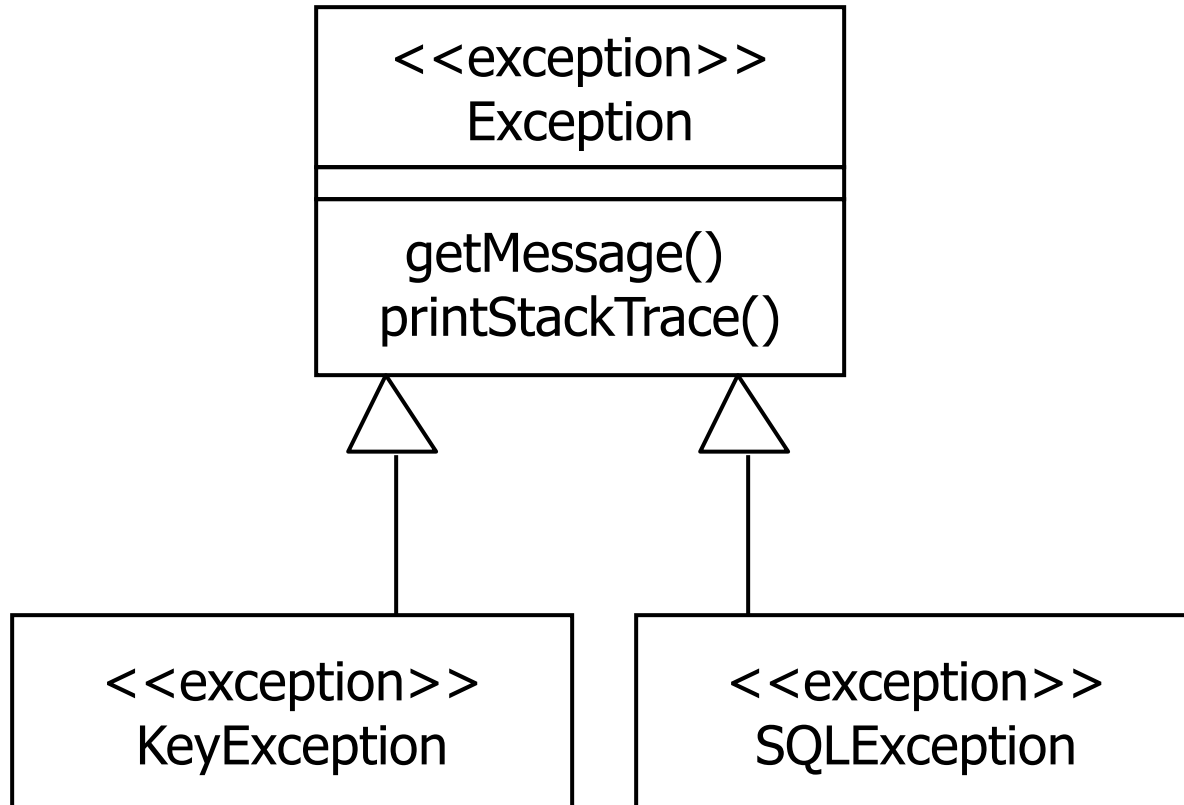 <<exception>>
Exception
getMessage()
printStackTrace()
<<exception>>
KeyException
<<exception>>
SQLException